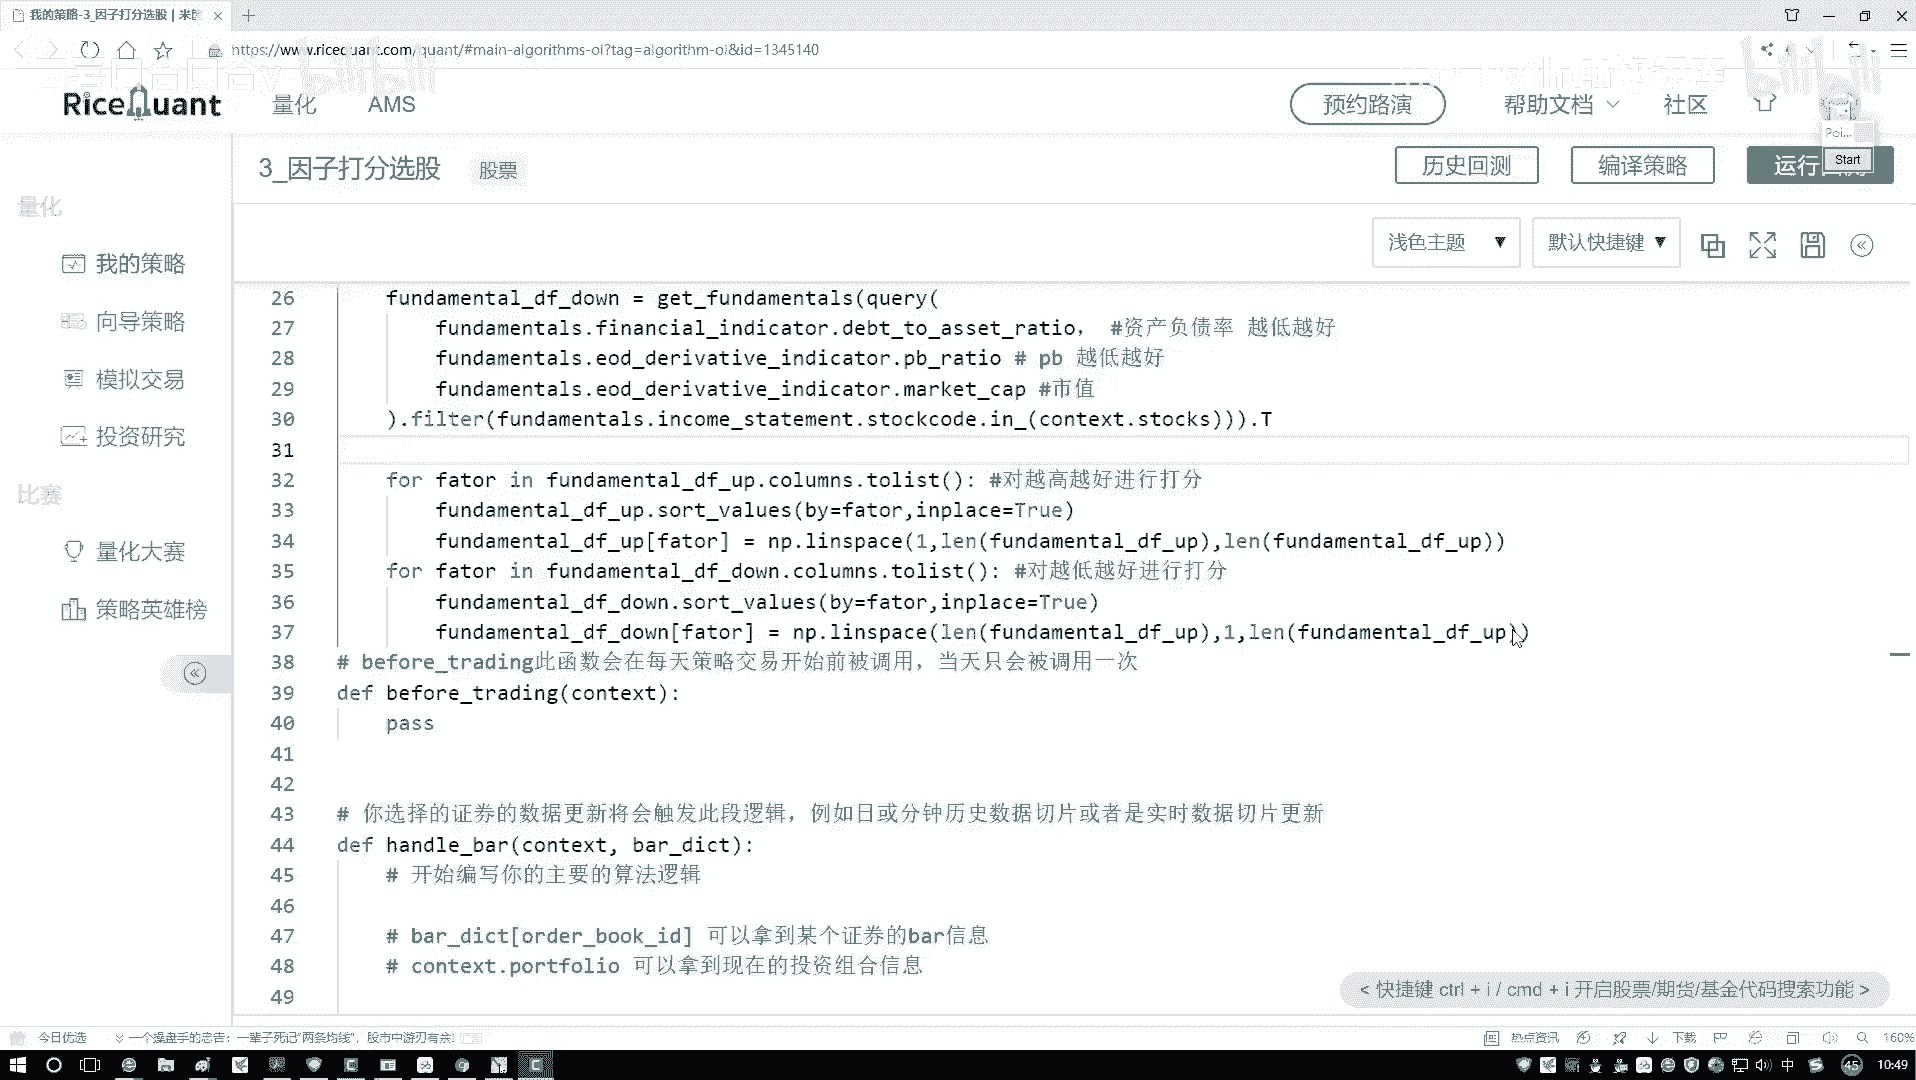 我的策略-3_因子打分选股 | 米
https://www.ricequant.com/quant/#main-algorithms-ol?tag=algorithm-ol&id=1345140
bilibili
bilibili
RiceQuant
量化
AMS
预约路演
帮助文档
社区
Poi...
Start
3_因子打分选股
股票
历史回测
编译策略
运行回测
量化
我的策略
向导策略
模拟交易
投资研究
比赛
量化大赛
策略英雄榜
浅色主题 ▼
默认快捷键 ▼
26 fundamental_df_down = get_fundamentals(query(
27 fundamentals.financial_indicator.debt_to_asset_ratio, #资产负债率 越低越好
28 fundamentals.eod_derivative_indicator.pb_ratio # pb 越低越好
29 fundamentals.eod_derivative_indicator.market_cap #市值
30 ).filter(fundamentals.income_statement.stockcode.in_(context.stocks))).T
31
32 for fator in fundamental_df_up.columns.tolist(): #对越高越好进行打分
33 fundamental_df_up.sort_values(by=fator,inplace=True)
34 fundamental_df_up[fator] = np.linspace(1,len(fundamental_df_up),len(fundamental_df_up))
35 for fator in fundamental_df_down.columns.tolist(): #对越低越好进行打分
36 fundamental_df_down.sort_values(by=fator,inplace=True)
37 fundamental_df_down[fator] = np.linspace(len(fundamental_df_up),1,len(fundamental_df_up))
38 # before_trading此函数会在每天策略交易开始前被调用，当天只会被调用一次
39 def before_trading(context):
40 pass
41
42
43 # 你选择的证券的数据更新将会触发此段逻辑，例如日或分钟历史数据切片或者是实时数据切片更新
44 def handle_bar(context, bar_dict):
45 # 开始编写你的主要的算法逻辑
46
47 # bar_dict[order_book_id] 可以拿到某个证券的bar信息
48 # context.portfolio 可以拿到现在的投资组合信息
49
< 快捷键 ctrl + i / cmd + i 开启股票/期货/基金代码搜索功能 >
今日优选
一个操盘手的忠告：一辈子死记“两条均线”，股市中游刃有余!
热点资讯
下载
160%
中
45
10:49